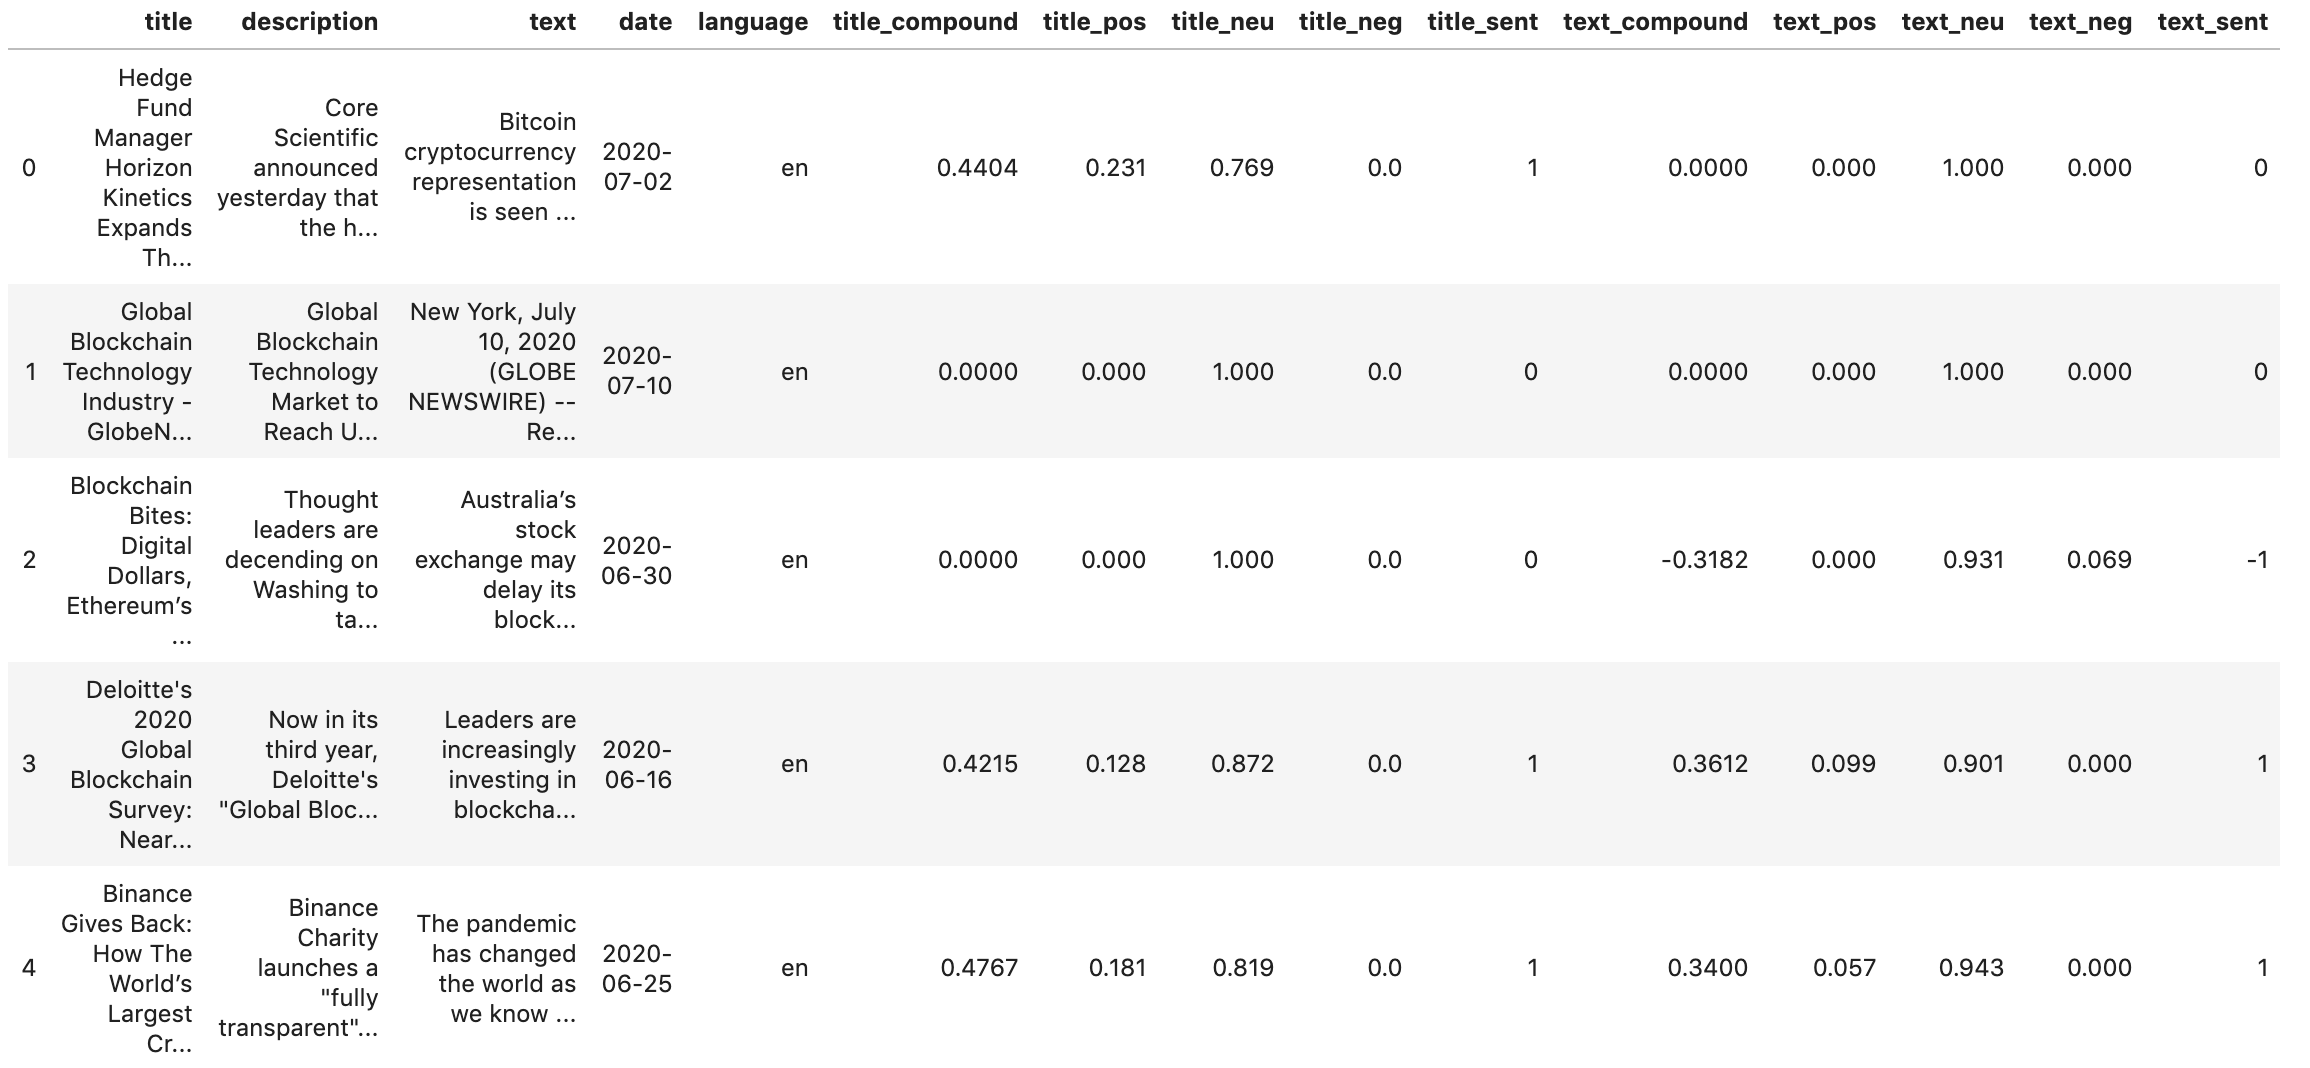 title description text date language title_compound title_pos title_neu title_neg title_sent text_compound text_pos text_neu text_neg text_sent
0
Hedge
Fund
Manager
Horizon
Kinetics
Expands
Th...
Core
Scientific
announced
yesterday that
the h...
Bitcoin
cryptocurrency
representation
is seen ...
2020-
07-02
en 0.4404 0.231 0.769 0.0 1 0.0000 0.000 1.000 0.000 0
1
Global
Blockchain
Technology
Industry -
GlobeN...
Global
Blockchain
Technology
Market to
Reach U...
New York, July
10, 2020
(GLOBE
NEWSWIRE) --
Re...
2020-
07-10
en 0.0000 0.000 1.000 0.0 0 0.0000 0.000 1.000 0.000 0
2
Blockchain
Bites:
Digital
Dollars,
Ethereum’s
...
Thought
leaders are
decending on
Washing to
ta...
Australia’s
stock
exchange may
delay its
block...
2020-
06-30
en 0.0000 0.000 1.000 0.0 0 -0.3182 0.000 0.931 0.069 -1
3
Deloitte's
2020
Global
Blockchain
Survey:
Near...
Now in its
third year,
Deloitte's
"Global Bloc...
Leaders are
increasingly
investing in
blockcha...
2020-
06-16
en 0.4215 0.128 0.872 0.0 1 0.3612 0.099 0.901 0.000 1
4
Binance
Gives Back:
How The
World’s
Largest
Cr...
Binance
Charity
launches a
"fully
transparent"...
The pandemic
has changed
the world as
we know ...
2020-
06-25
en 0.4767 0.181 0.819 0.0 1 0.3400 0.057 0.943 0.000 1